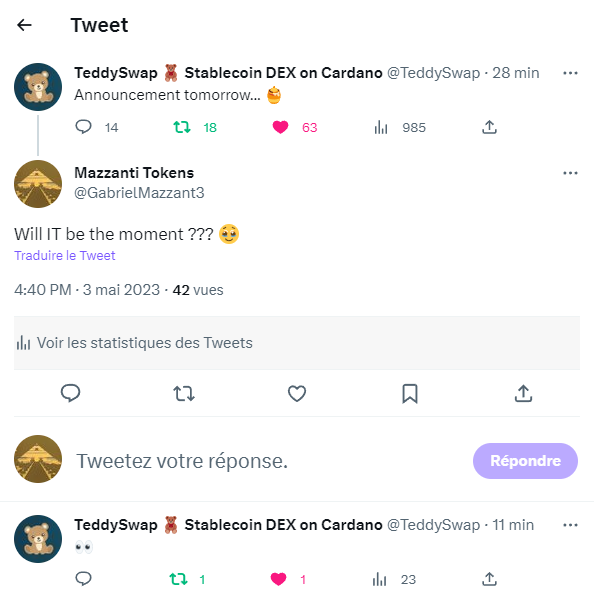 Tweet
TeddySwap 🧸 Stablecoin DEX on Cardano @TeddySwap · 28 min
Announcement tomorrow... 🍯
14 18 63 985
Mazzanti Tokens
@GabrielMazzant3
Will IT be the moment ??? 🥹
Traduire le Tweet
4:40 PM · 3 mai 2023 · 42 vues
Voir les statistiques des Tweets
Tweetez votre réponse.
Répondre
TeddySwap 🧸 Stablecoin DEX on Cardano @TeddySwap · 11 min
👀
1 1 23